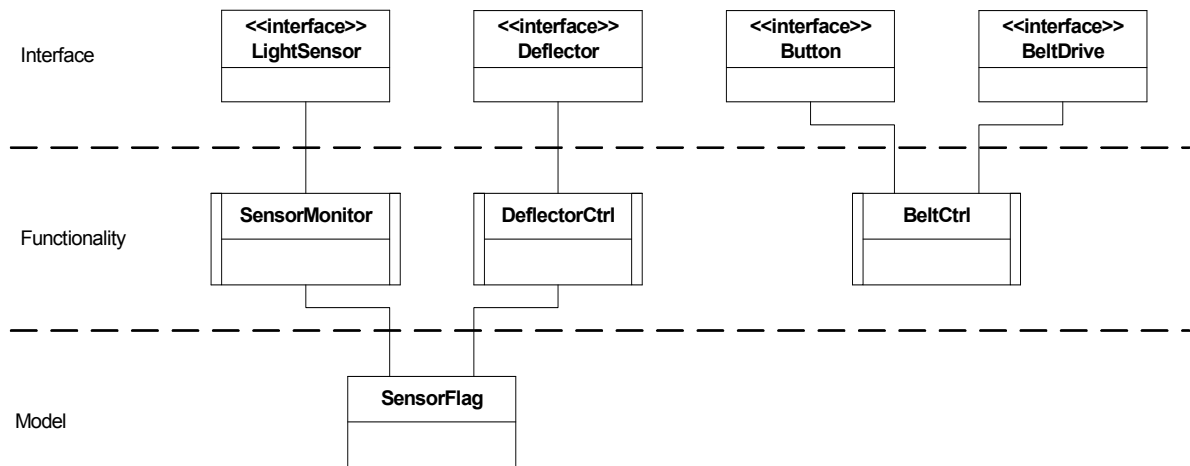 Interface
<<interface>>
LightSensor
<<interface>>
Deflector
<<interface>>
Button
<<interface>>
BeltDrive
Functionality
SensorMonitor
DeflectorCtrl
BeltCtrl
Model
SensorFlag